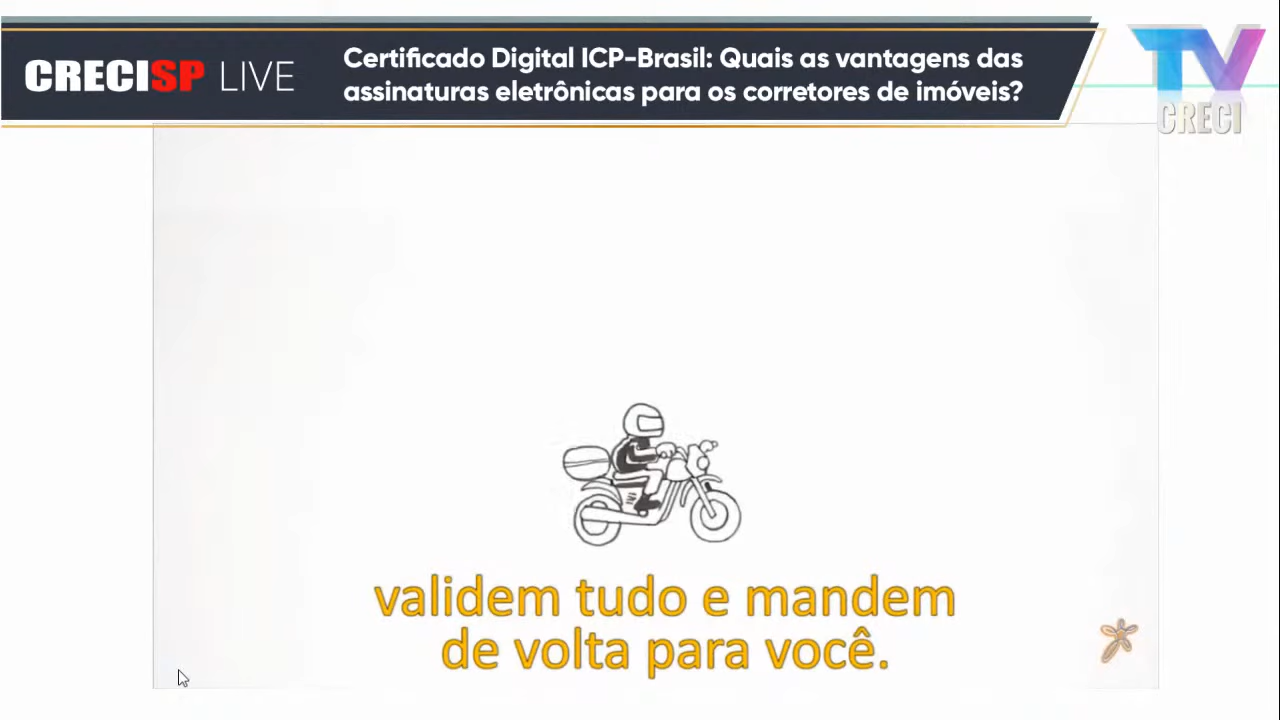 CRECISP LIVE
Certificado Digital ICP-Brasil: Quais as vantagens das
assinaturas eletrônicas para os corretores de imóveis?
TV
CRECI
validem tudo e mandem
de volta para você.